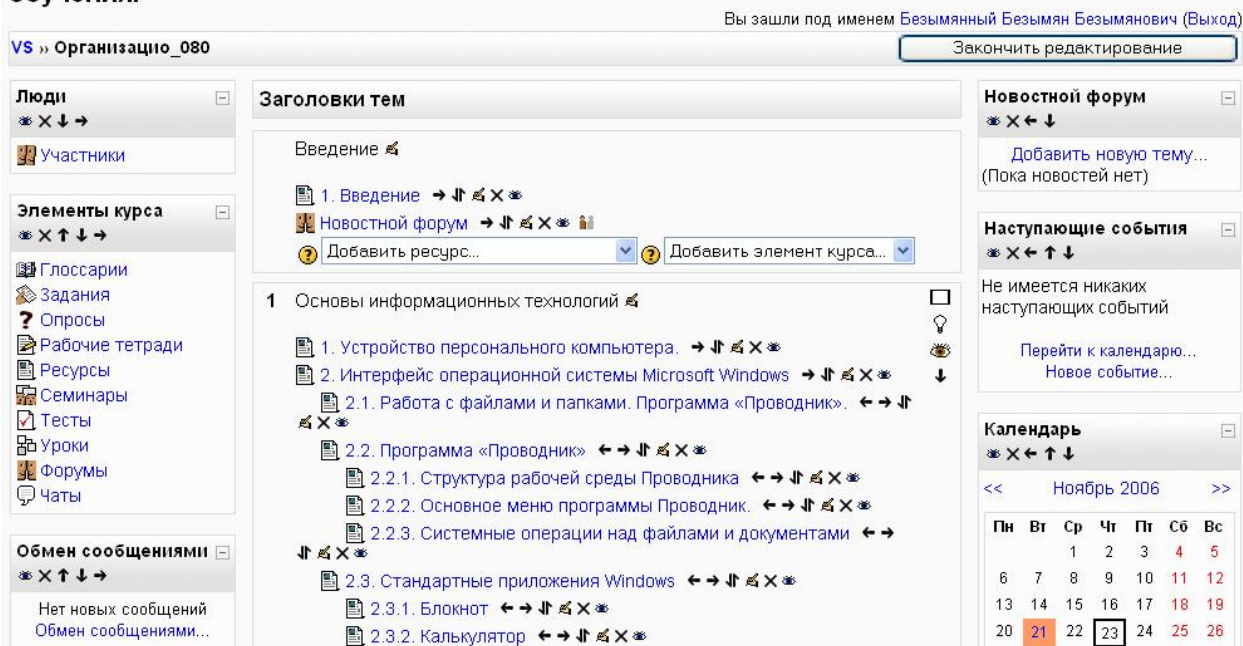 Вы зашли под именем Безымянный Безымян Безымянович (Выход)
VS » Организацио_080
Закончить редактирование
Люди
Участники
Элементы курса
Глоссарии
Задания
Опросы
Рабочие тетради
Ресурсы
Семинары
Тесты
Уроки
Форумы
Чаты
Обмен сообщениями
Нет новых сообщений
Обмен сообщениями...
Заголовки тем
Введение
1. Введение
Новостной форум
Добавить ресурс...
Добавить элемент курса...
1 Основы информационных технологий
1. Устройство персонального компьютера.
2. Интерфейс операционной системы Microsoft Windows
2.1. Работа с файлами и папками. Программа «Проводник».
2.2. Программа «Проводник»
2.2.1. Структура рабочей среды Проводника
2.2.2. Основное меню программы Проводник.
2.2.3. Системные операции над файлами и документами
2.3. Стандартные приложения Windows
2.3.1. Блокнот
2.3.2. Калькулятор
Новостной форум
Добавить новую тему...
(Пока новостей нет)
Наступающие события
Не имеется никаких
наступающих событий
Перейти к календарю...
Новое событие...
Календарь
<< Ноябрь 2006 >>
Пн Вт Ср Чт Пт Сб Вс
1 2 3 4 5
6 7 8 9 10 11 12
13 14 15 16 17 18 19
20 21 22 23 24 25 26